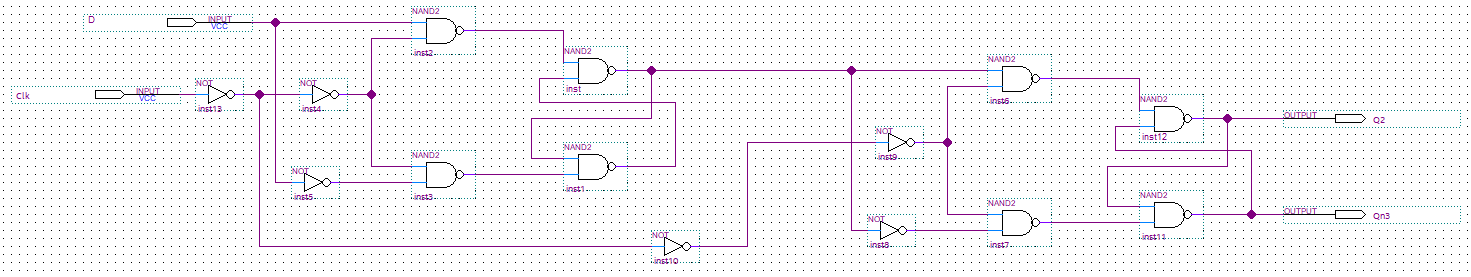 D
INPUT
VCC
NAND2
inst2
NAND2
inst
NAND2
inst6
Clk
INPUT
VCC
NOT
inst13
NOT
inst4
NAND2
inst12
OUTPUT
Q2
NOT
inst9
NOT
inst5
NAND2
inst3
NAND2
inst1
NOT
inst10
NOT
inst8
NAND2
inst7
NAND2
inst11
OUTPUT
Qn3